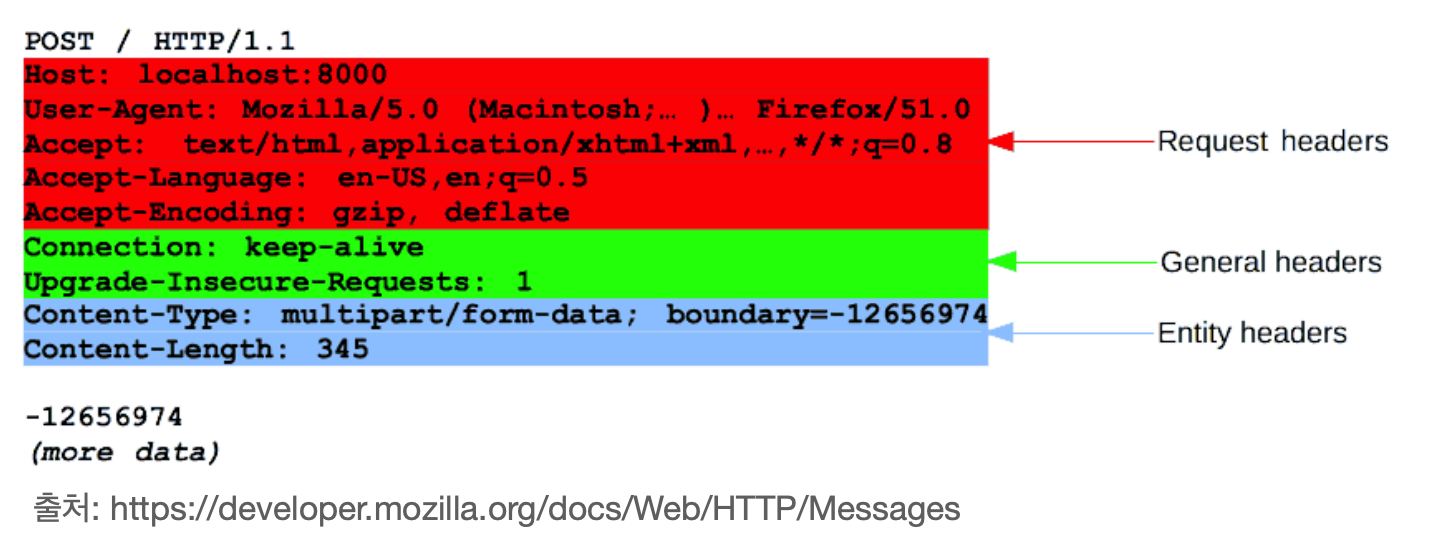 POST / HTTP/1.1
Host: localhost:8000
User-Agent: Mozilla/5.0 (Macintosh;… )… Firefox/51.0
Accept: text/html,application/xhtml+xml,…,*/*;q=0.8
Request headers
Accept-Language: en-US,en;q=0.5
Accept-Encoding: gzip, deflate
Connection: keep-alive
General headers
Upgrade-Insecure-Requests: 1
Content-Type: multipart/form-data; boundary=-12656974
Entity headers
Content-Length: 345
-12656974
(more data)
출처: https://developer.mozilla.org/docs/Web/HTTP/Messages